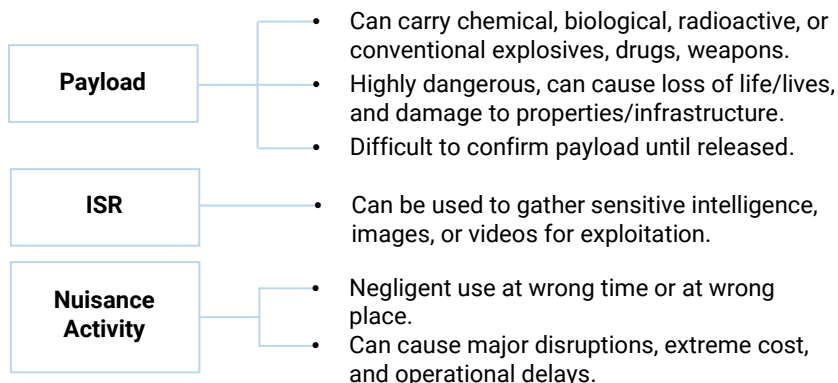 Payload
• Can carry chemical, biological, radioactive, or
conventional explosives, drugs, weapons.
• Highly dangerous, can cause loss of life/lives,
and damage to properties/infrastructure.
• Difficult to confirm payload until released.
ISR
• Can be used to gather sensitive intelligence,
images, or videos for exploitation.
Nuisance
Activity
• Negligent use at wrong time or at wrong
place.
• Can cause major disruptions, extreme cost,
and operational delays.